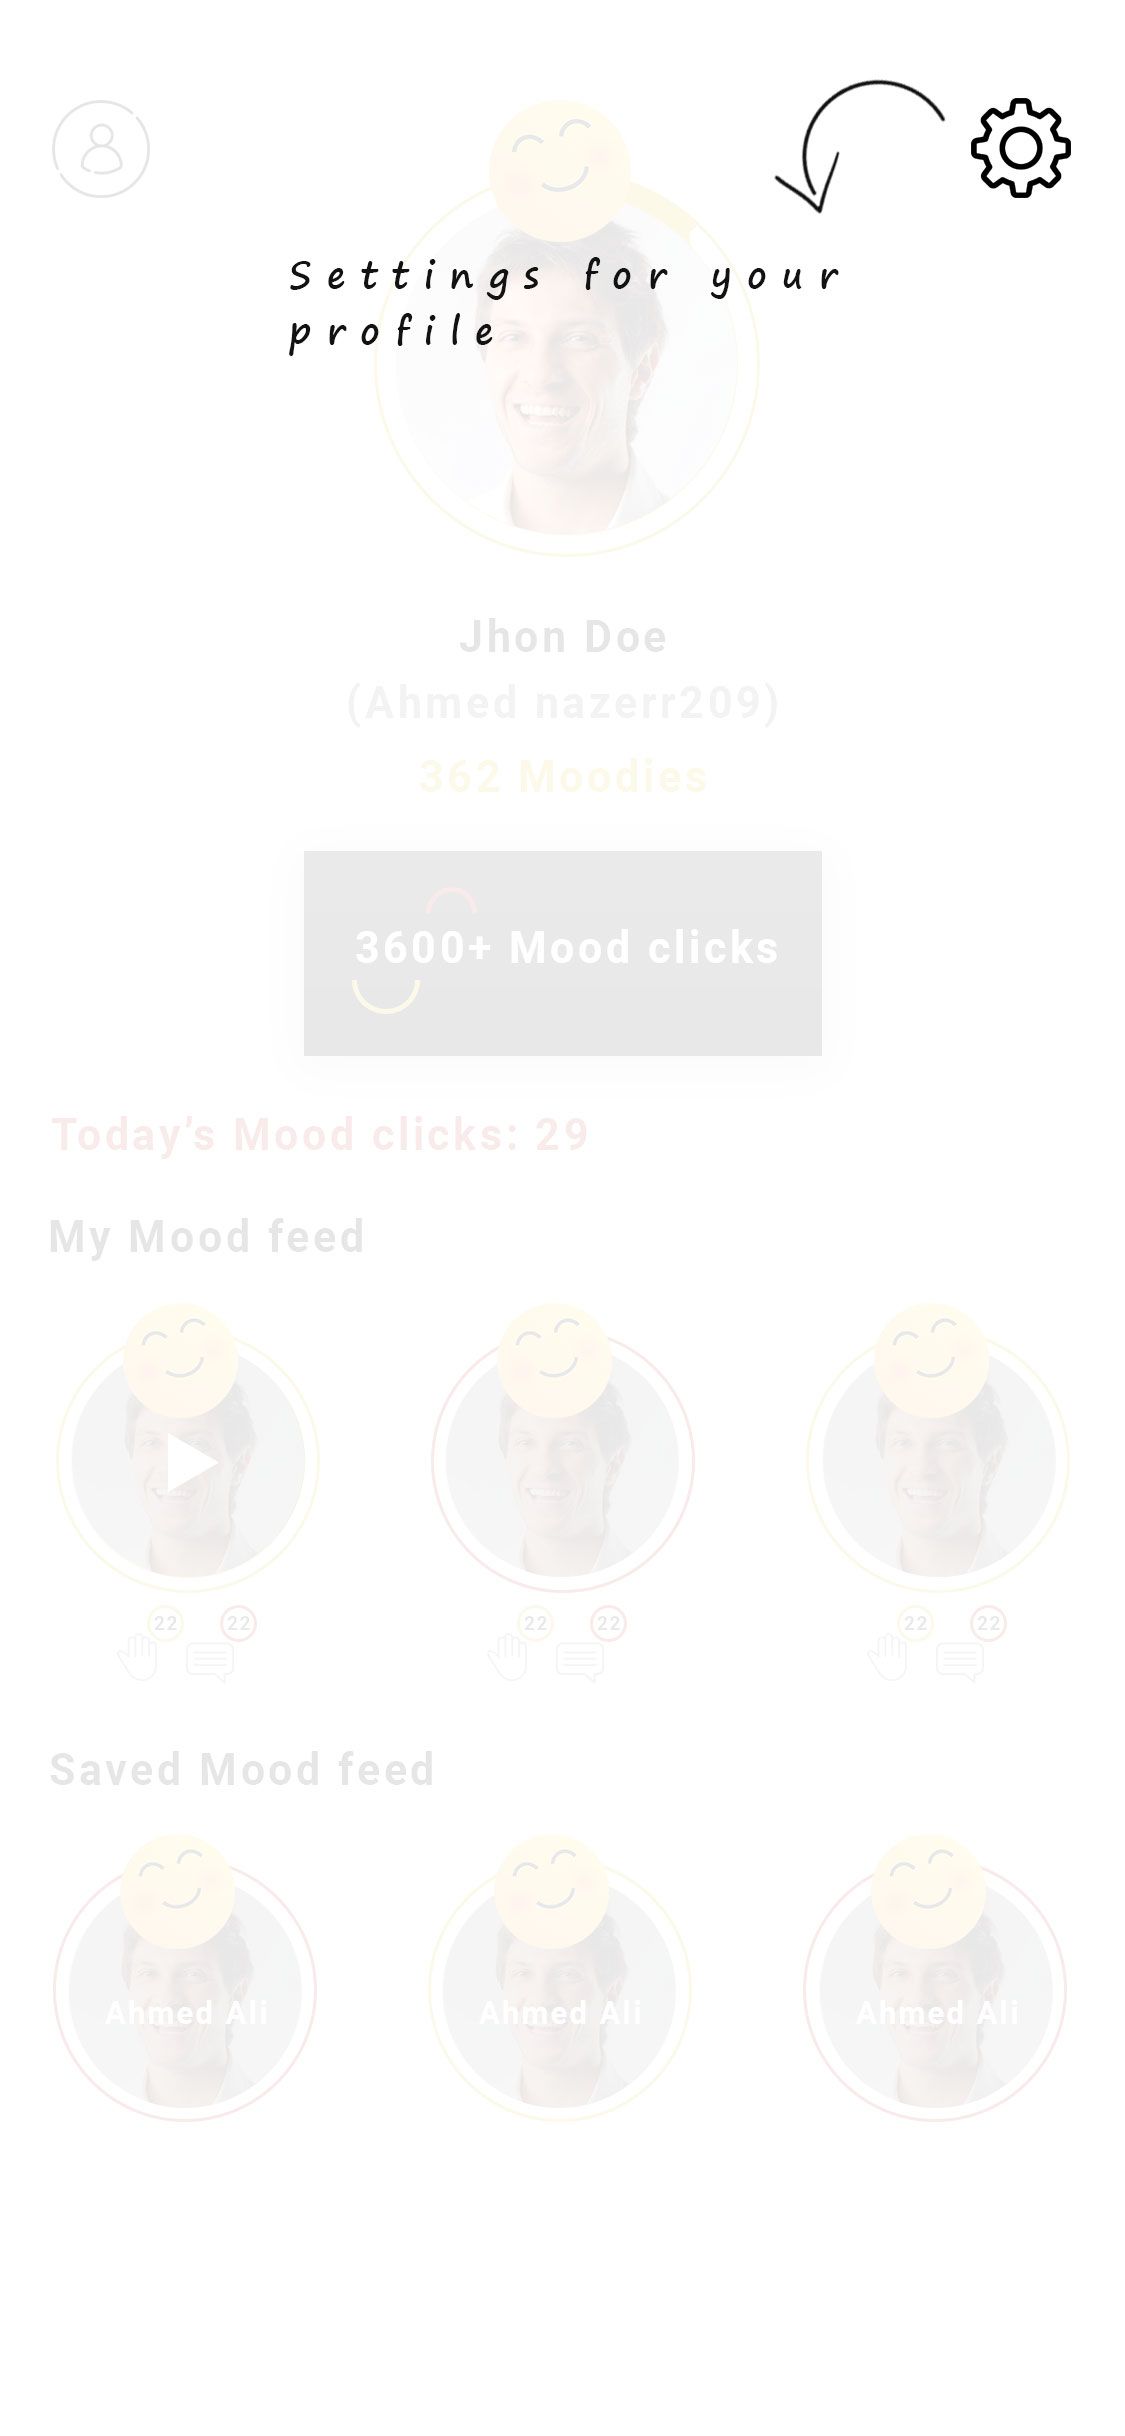 Settings for your
profile
Jhon Doe
(Ahmed nazerr209)
362 Moodies
3600+ Mood clicks
Today’s Mood clicks: 29
My Mood feed
22 22 22 22 22 22
Saved Mood feed
Ahmed Ali Ahmed Ali Ahmed Ali